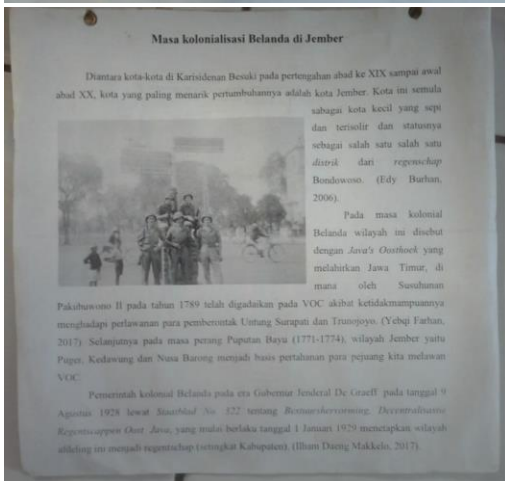 Masa kolonialisasi Belanda di Jember
Diantara kota-kota di Karisidenan Besuki pada pertengahan abad ke XIX sampai awal
abad XX, kota yang paling menarik pertumbuhannya adalah kota Jember. Kota ini semula
sabagai kota kecil yang sepi
dan terisolir dan statusnya
sebagai salah satu salah satu
distrik dari regenschap
Bondowoso. (Edy Burhan,
2006).
Pada masa kolonial
Belanda wilayah ini disebut
dengan Java's Oosthoek yang
melahirkan Jawa Timur, di
mana oleh Susuhunan
Pakubuwono II pada tahun 1789 telah digadaikan pada VOC akibat ketidakmampuannya
menghadapi perlawanan para pemberontak Untung Surapati dan Trunojoyo. (Yebqi Farhan,
2017) Selanjutnya pada masa perang Puputan Bayu (1771-1774), wilayah Jember yaitu
Puger, Kedawung dan Nusa Barong menjadi basis pertahanan para pejuang kita melawan
VOC
Pemerintah kolonial Belanda pada era Gubernur Jenderal De Graeff pada tanggal 9
Agustus 1928 lewat Staatblad No. 322 tentang Bestuurshervorming, Decentralisatie
Regentscappen Oost Java, yang mulai berlaku tanggal 1 Januari 1929 menetapkan wilayah
afdeling ini menjadi regentschap (setingkat Kabupaten). (Ilham Daeng Makkelo, 2017)